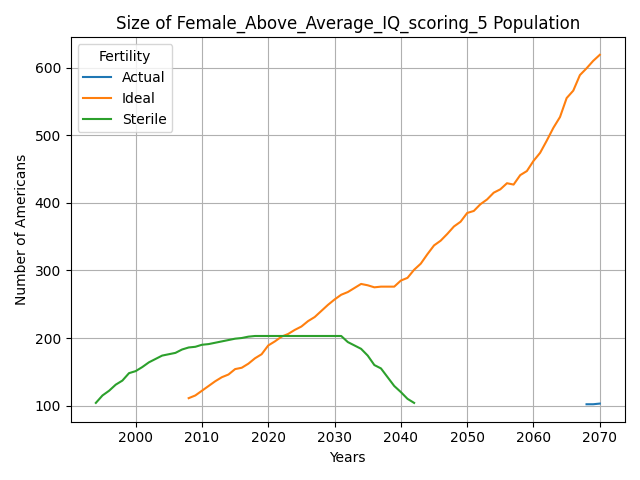 Size of Female_Above_Average_IQ_scoring_5 Population
Fertility
Actual
Ideal
Sterile
Number of Americans
600
500
400
300
200
100
2000 2010 2020 2030 2040 2050 2060 2070
Years